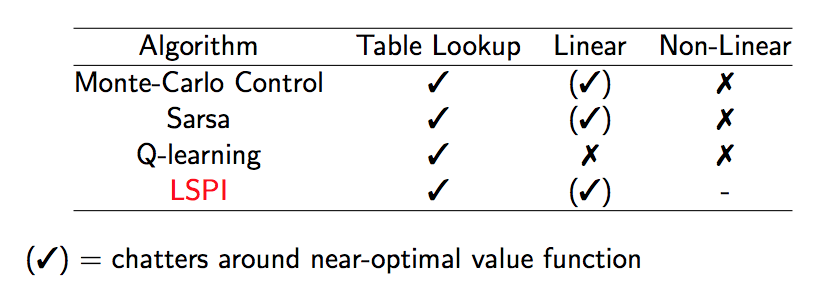 Algorithm Table Lookup Linear Non-Linear
Monte-Carlo Control ✓ (✓) ✗
Sarsa ✓ (✓) ✗
Q-learning ✓ ✗ ✗
LSPI ✓ (✓) -
(✓) = chatters around near-optimal value function